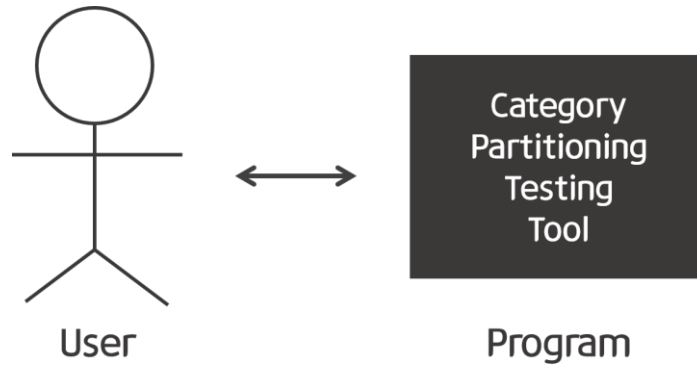 Category
Partitioning
Testing
Tool
User
Program